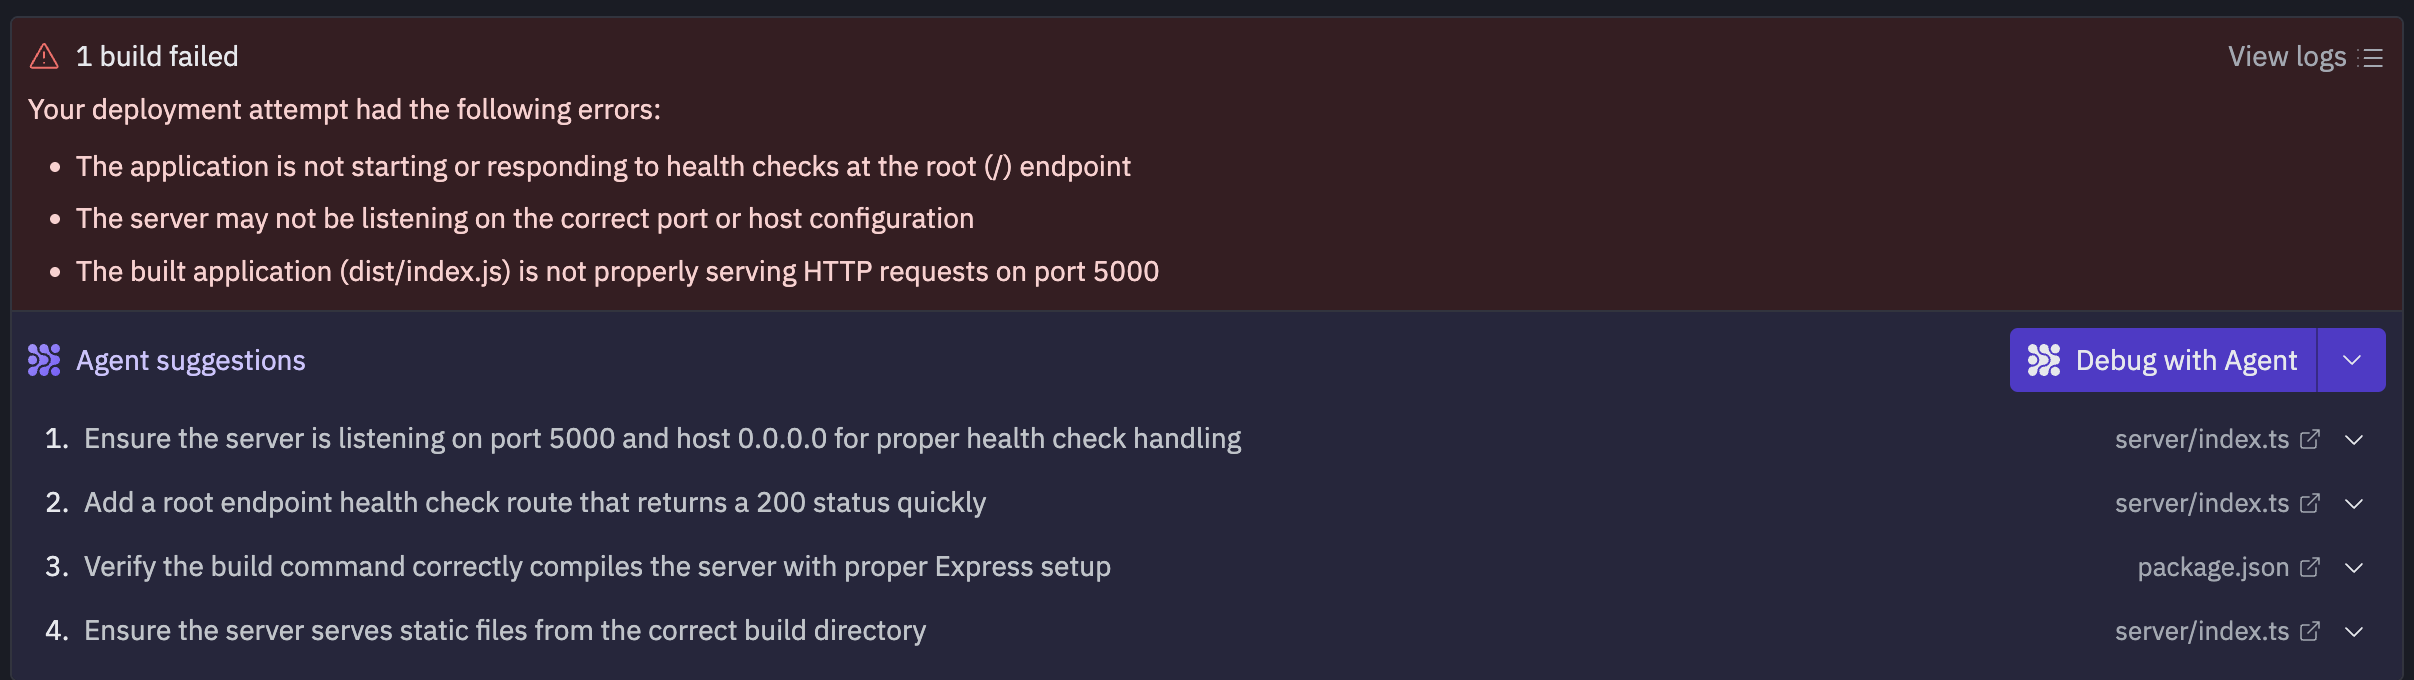 1 build failed
View logs
Your deployment attempt had the following errors:
• The application is not starting or responding to health checks at the root (/) endpoint
• The server may not be listening on the correct port or host configuration
• The built application (dist/index.js) is not properly serving HTTP requests on port 5000
Agent suggestions
Debug with Agent
1. Ensure the server is listening on port 5000 and host 0.0.0.0 for proper health check handling
server/index.ts
2. Add a root endpoint health check route that returns a 200 status quickly
server/index.ts
3. Verify the build command correctly compiles the server with proper Express setup
package.json
4. Ensure the server serves static files from the correct build directory
server/index.ts